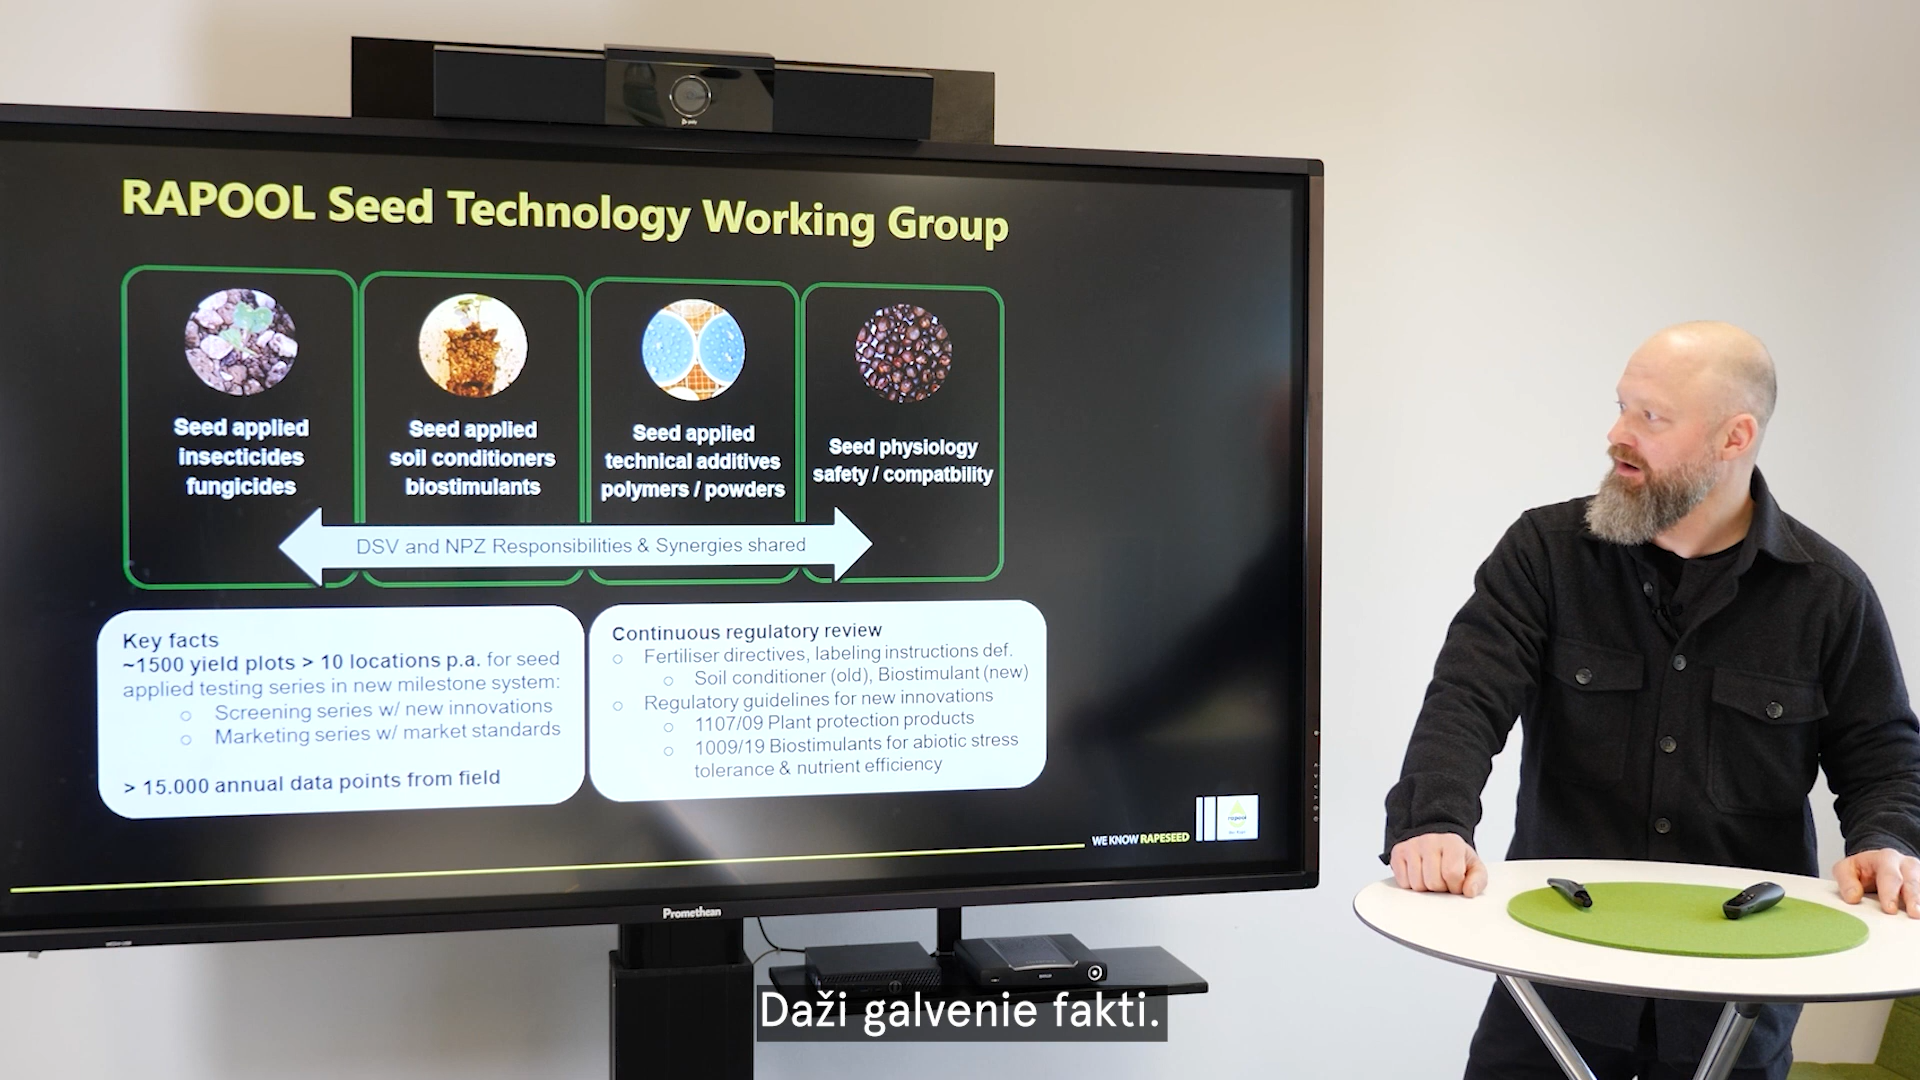 poly
RAPOOL Seed Technology Working Group
Seed applied
insecticides
fungicides
Seed applied
soil conditioners
biostimulants
Seed applied
technical additives
polymers / powders
Seed physiology
safety / compatbility
DSV and NPZ Responsibilities & Synergies shared
Key facts
~1500 yield plots > 10 locations p.a. for seed
applied testing series in new milestone system:
○ Screening series w/ new innovations
○ Marketing series w/ market standards
> 15.000 annual data points from field
Continuous regulatory review
○ Fertiliser directives, labeling instructions def.
○ Soil conditioner (old), Biostimulant (new)
○ Regulatory guidelines for new innovations
○ 1107/09 Plant protection products
○ 1009/19 Biostimulants for abiotic stress
tolerance & nutrient efficiency
WE KNOW RAPESEED
rapool
Promethean
Daži galvenie fakti.